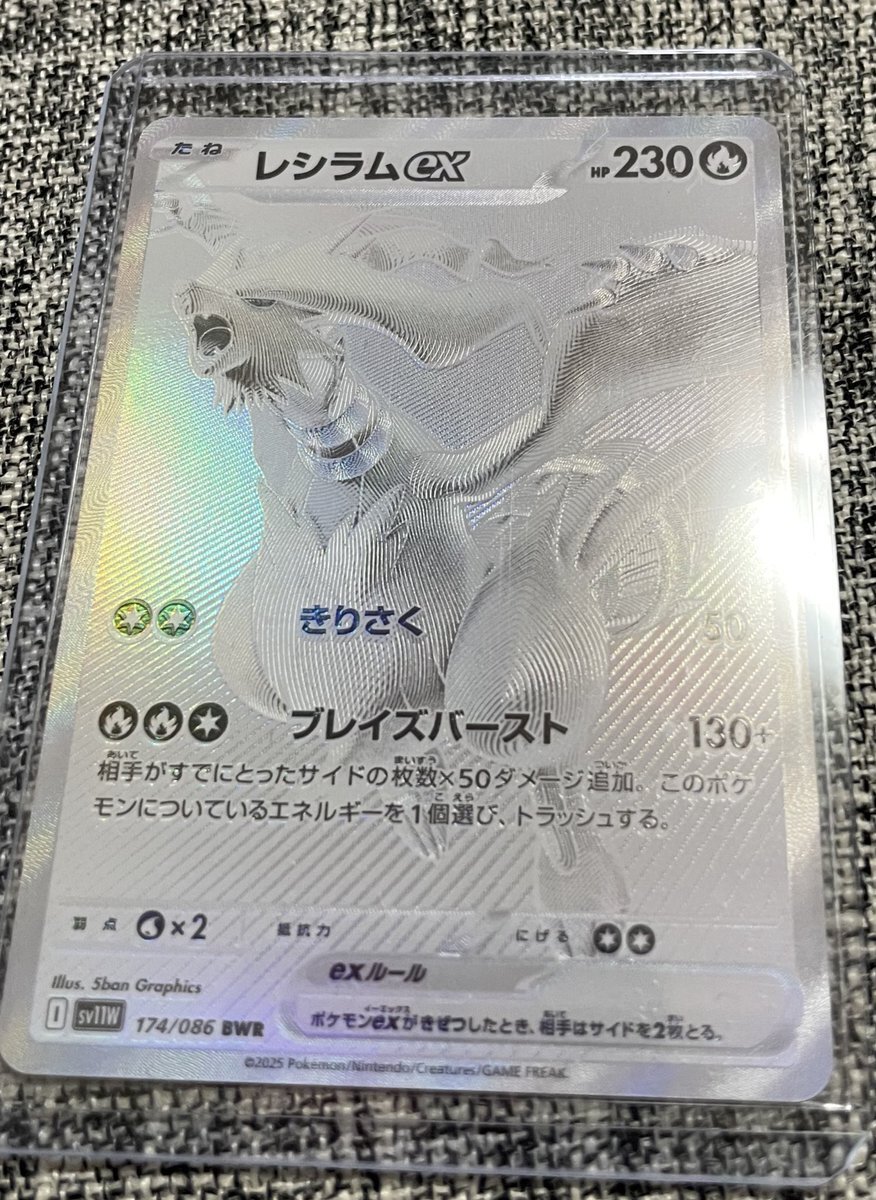 たね
レシラムex
HP230
きりさく 50
ブレイズバースト 130+
相手がすでにとったサイドの枚数×50ダメージ追加。このポケ
モンについているエネルギーを1個選び、トラッシュする。
弱点 ×2 抵抗力 にげる
exルール
ポケモンexがきぜつしたとき、相手はサイドを2枚とる。
Illus. 5ban Graphics
I SV11W 174/086 BWR
©2025 Pokémon/Nintendo/Creatures/GAME FREAK.